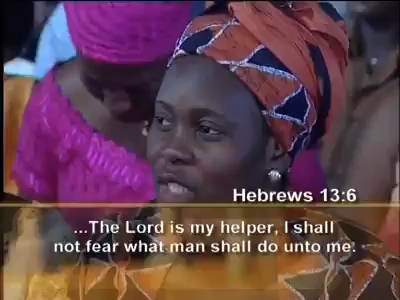 Hebrews 13:6
...The Lord is my helper, I shall
not fear what man shall do unto me.